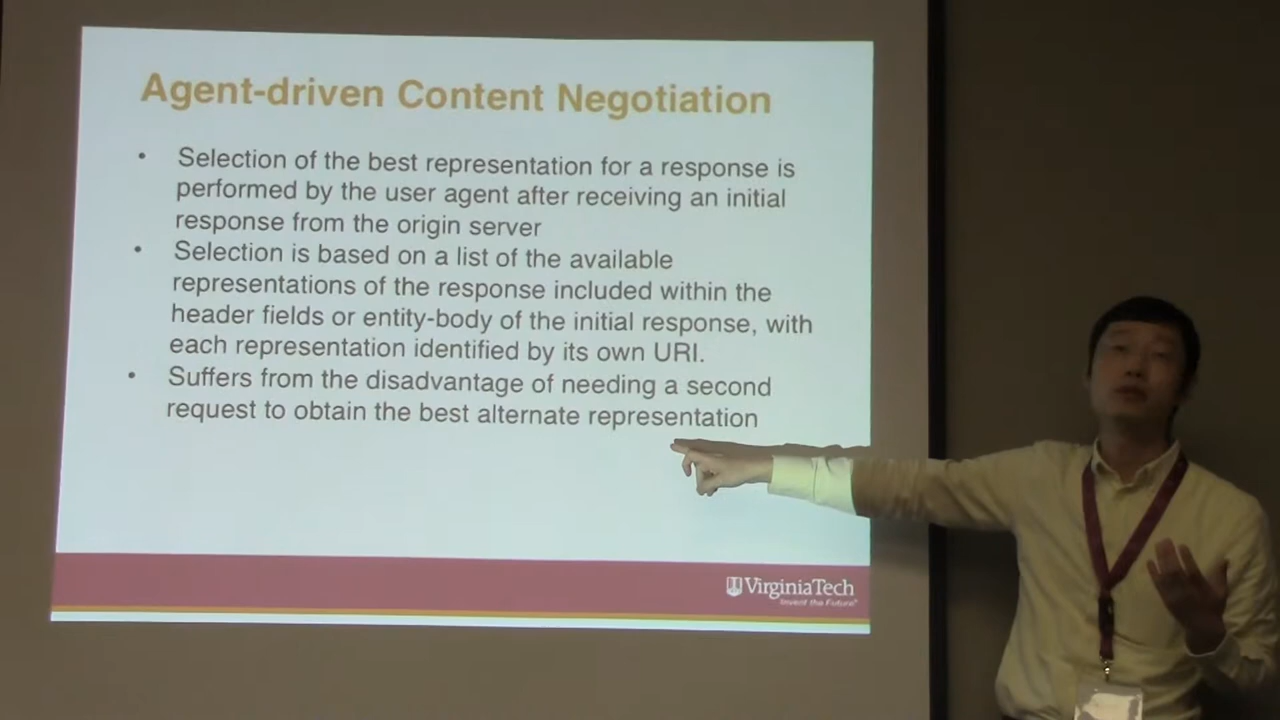 Agent-driven Content Negotiation
• Selection of the best representation for a response is
performed by the user agent after receiving an initial
response from the origin server
• Selection is based on a list of the available
representations of the response included within the
header fields or entity-body of the initial response, with
each representation identified by its own URI.
• Suffers from the disadvantage of needing a second
request to obtain the best alternate representation
VirginiaTech
Invent the Future®